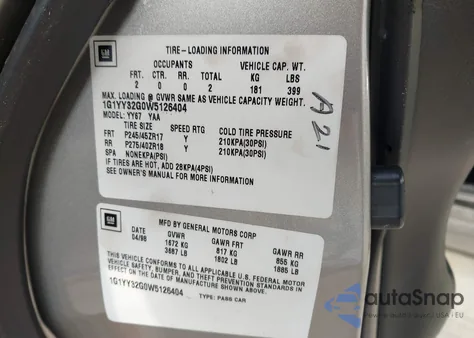 GM
TIRE-LOADING INFORMATION
OCCUPANTS VEHICLE CAP. WT.
FRT. CTR. RR. TOTAL KG LBS
2 0 0 2 181 399
MAX. LOADING @ GVWR SAME AS VEHICLE CAPACITY WEIGHT.
1G1YY32G0W5126404
MODEL: YY67 YAA
TIRE SIZE SPEED RTG COLD TIRE PRESSURE
FRT P245/45ZR17 210KPA(30PSI)
RR P275/40ZR18 210KPA(30PSI)
SPA NONEKPA(PSI)
IF TIRES ARE HOT, ADD 28KPA(4PSI)
SEE OWNER'S MANUAL FOR MORE INFORMATION
A21
GM
MFD BY GENERAL MOTORS CORP
DATE GVWR GAWR FRT GAWR RR
04/98 1672 KG 817 KG 855 KG
3687 LB 1802 LB 1885 LB
THIS VEHICLE CONFORMS TO ALL APPLICABLE U.S. FEDERAL MOTOR
VEHICLE SAFETY, BUMPER, AND THEFT PREVENTION STANDARDS IN
EFFECT ON THE DATE OF MANUFACTURE SHOWN ABOVE.
1G1YY32G0W5126404 TYPE: PASS CAR
autoSnap